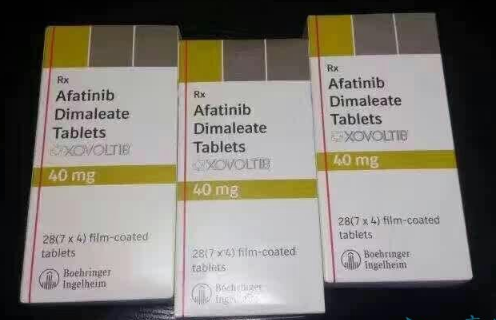 Rx
Afatinib
Dimaleate
Tablets
XOVOLTIB
40 mg
28(7 x 4) film-coated
tablets
Boehringer
Ingelheim
Rx
Afatinib
Dimaleate
Tablets
XOVOLTIB
40 mg
28(7 x 4) film-coated
tablets
Boehringer
Ingelheim
Rx
Afatinib
Dimaleate
Tablets
XOVOLTIB
40 mg
28(7 x 4) film-coated
tablets
Boehringer
Ingelheim